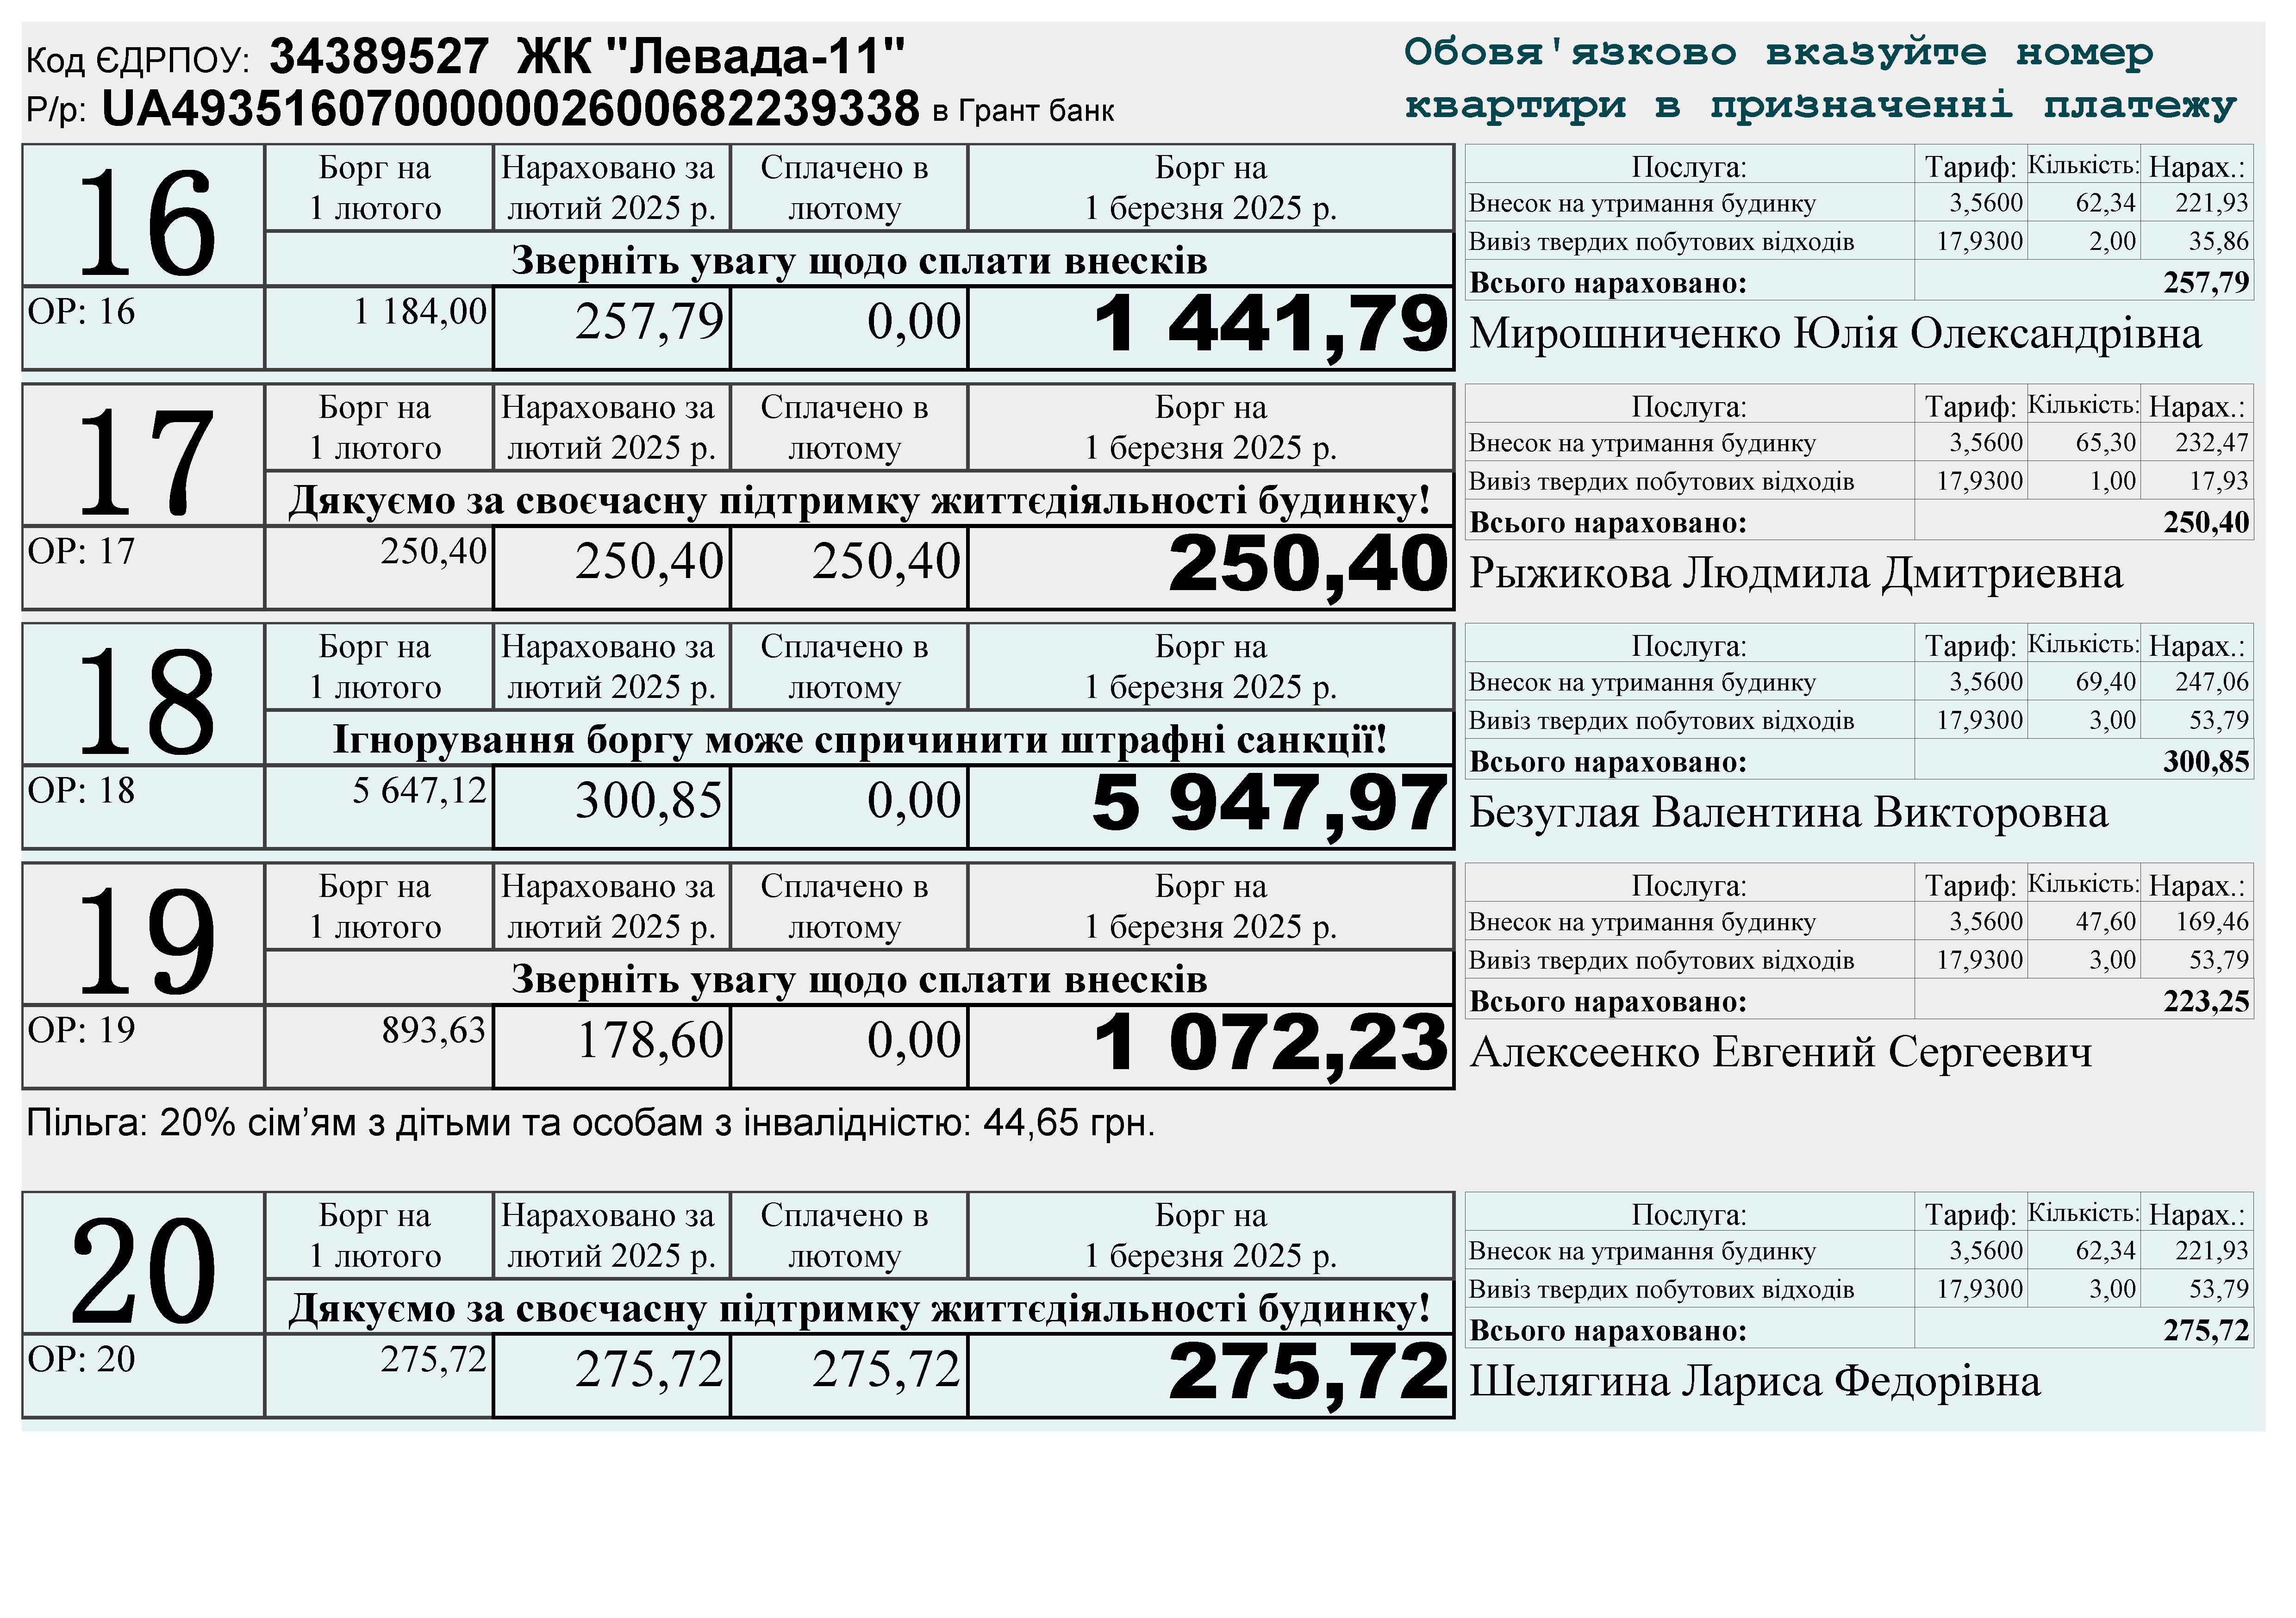 Код ЄДРПОУ: 34389527 ЖК "Левада-11"
Р/р: UA493516070000002600682239338 в Грант банк
Обовя'язково вказуйте номер
квартири в призначенні платежу
16
Борг на 1 лютого
Нараховано за лютий 2025 р.
Сплачено в лютому
Борг на 1 березня 2025 р.
Зверніть увагу щодо сплати внесків
ОР: 16 1 184,00 257,79 0,00 1 441,79
Послуга: Тариф: Кількість: Нарах.:
Внесок на утримання будинку 3,5600 62,34 221,93
Вивіз твердих побутових відходів 17,9300 2,00 35,86
Всього нараховано: 257,79
Мирошниченко Юлія Олександрівна
17
Борг на 1 лютого
Нараховано за лютий 2025 р.
Сплачено в лютому
Борг на 1 березня 2025 р.
Дякуємо за своєчасну підтримку життєдіяльності будинку!
ОР: 17 250,40 250,40 250,40 250,40
Послуга: Тариф: Кількість: Нарах.:
Внесок на утримання будинку 3,5600 65,30 232,47
Вивіз твердих побутових відходів 17,9300 1,00 17,93
Всього нараховано: 250,40
Рыжикова Людмила Дмитриевна
18
Борг на 1 лютого
Нараховано за лютий 2025 р.
Сплачено в лютому
Борг на 1 березня 2025 р.
Ігнорування боргу може спричинити штрафні санкції!
ОР: 18 5 647,12 300,85 0,00 5 947,97
Послуга: Тариф: Кількість: Нарах.:
Внесок на утримання будинку 3,5600 69,40 247,06
Вивіз твердих побутових відходів 17,9300 3,00 53,79
Всього нараховано: 300,85
Безуглая Валентина Викторовна
19
Борг на 1 лютого
Нараховано за лютий 2025 р.
Сплачено в лютому
Борг на 1 березня 2025 р.
Зверніть увагу щодо сплати внесків
ОР: 19 893,63 178,60 0,00 1 072,23
Послуга: Тариф: Кількість: Нарах.:
Внесок на утримання будинку 3,5600 47,60 169,46
Вивіз твердих побутових відходів 17,9300 3,00 53,79
Всього нараховано: 223,25
Алексеенко Евгений Сергеевич
Пільга: 20% сім’ям з дітьми та особам з інвалідністю: 44,65 грн.
20
Борг на 1 лютого
Нараховано за лютий 2025 р.
Сплачено в лютому
Борг на 1 березня 2025 р.
Дякуємо за своєчасну підтримку життєдіяльності будинку!
ОР: 20 275,72 275,72 275,72 275,72
Послуга: Тариф: Кількість: Нарах.:
Внесок на утримання будинку 3,5600 62,34 221,93
Вивіз твердих побутових відходів 17,9300 3,00 53,79
Всього нараховано: 275,72
Шелягина Лариса Федорівна